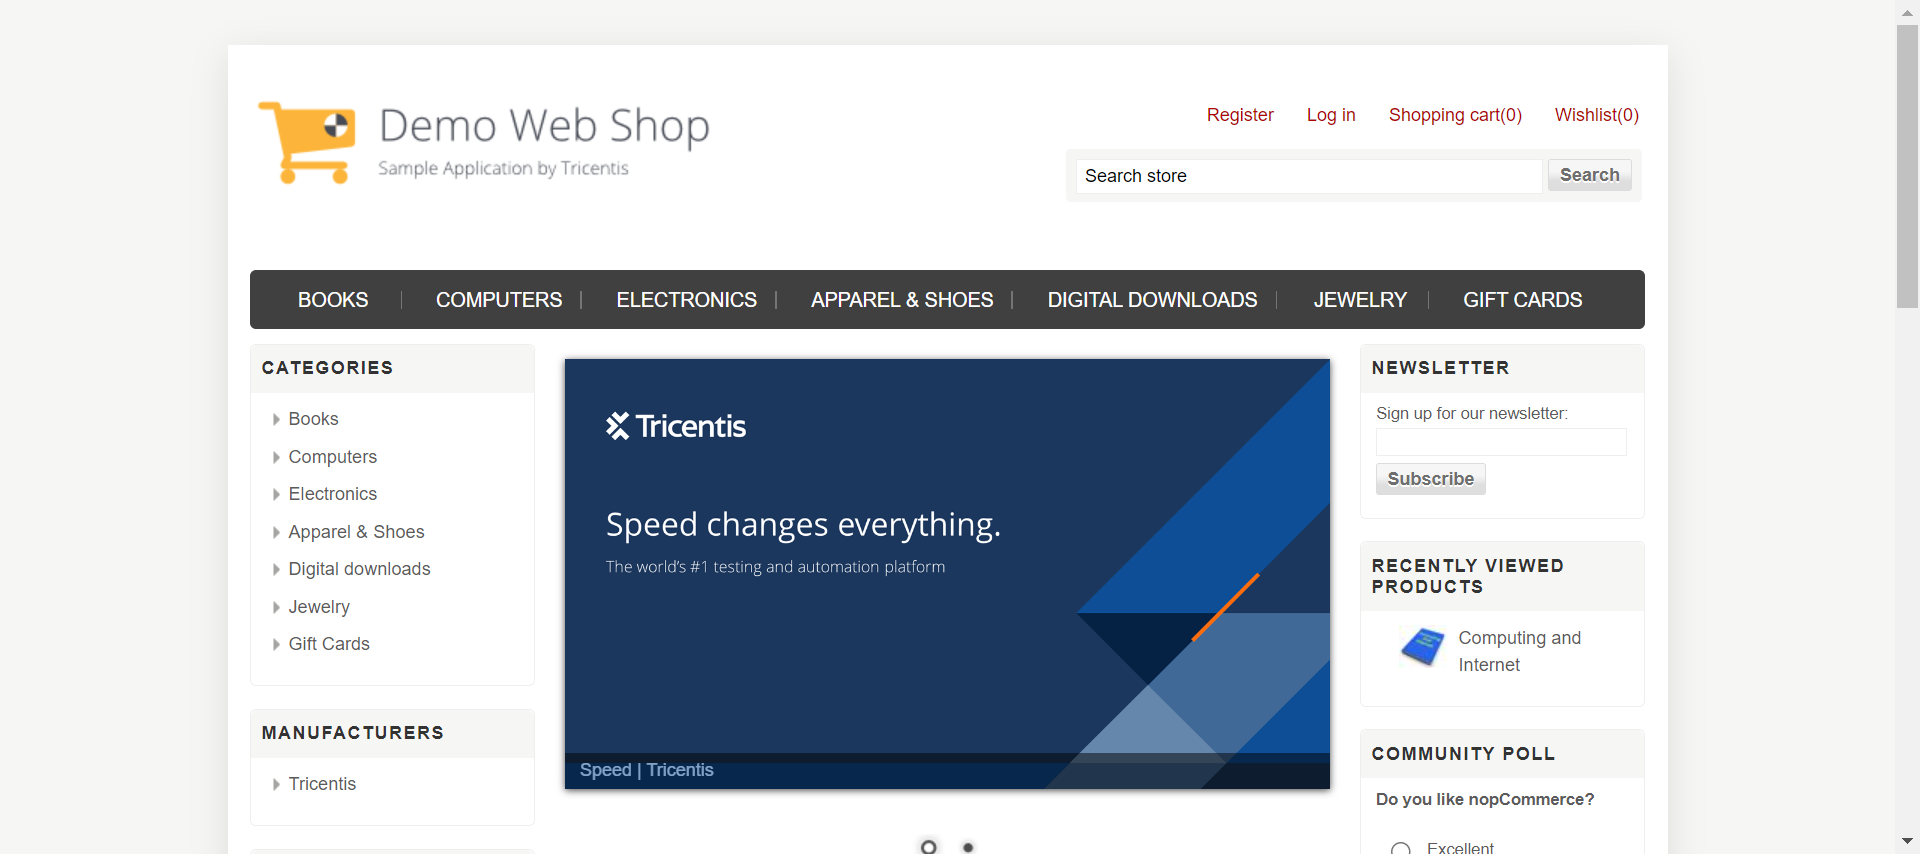 Demo Web Shop
Sample Application by Tricentis
Register Log in Shopping cart(0) Wishlist(0)
Search store Search
BOOKS COMPUTERS ELECTRONICS APPAREL & SHOES DIGITAL DOWNLOADS JEWELRY GIFT CARDS
CATEGORIES
Books
Computers
Electronics
Apparel & Shoes
Digital downloads
Jewelry
Gift Cards
MANUFACTURERS
Tricentis
Tricentis
Speed changes everything.
The world's #1 testing and automation platform
Speed | Tricentis
NEWSLETTER
Sign up for our newsletter:
Subscribe
RECENTLY VIEWED
PRODUCTS
Computing and
Internet
COMMUNITY POLL
Do you like nopCommerce?
Excellent